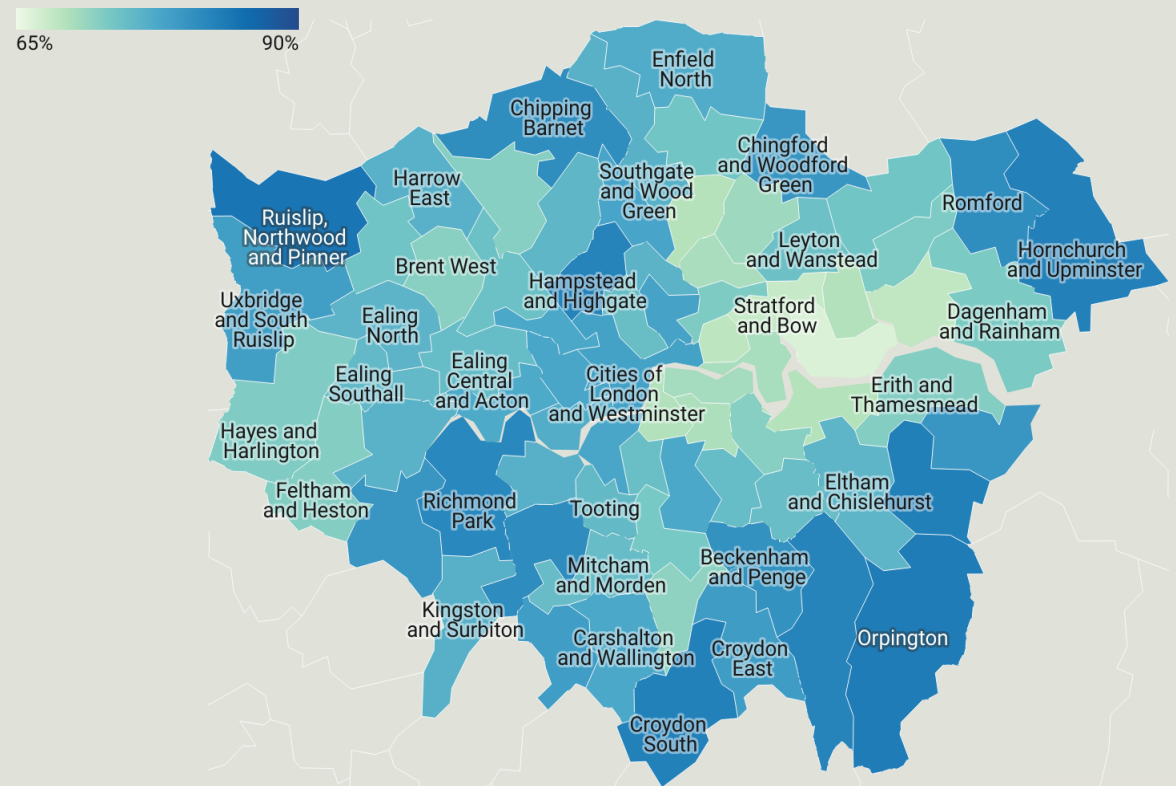 65%
90%
Enfield
North
Chipping
Barnet
Chingford
and Woodford
Green
Southgate
and Wood
Green
Harrow
East
Romford
Ruislip,
Northwood
and Pinner
Leyton
and Wanstead
Hornchurch
and Upminster
Brent West
Hampstead
and Highgate
Uxbridge
and South
Ruislip
Ealing
North
Stratford
and Bow
Dagenham
and Rainham
Ealing
Southall
Ealing
Central
and Acton
Cities of
London
and Westminster
Erith and
Thamesmead
Hayes and
Harlington
Feltham
and Heston
Richmond
Park
Tooting
Eltham
and Chislehurst
Mitcham
and Morden
Beckenham
and Penge
Kingston
and Surbiton
Carshalton
and Wallington
Croydon
East
Orpington
Croydon
South